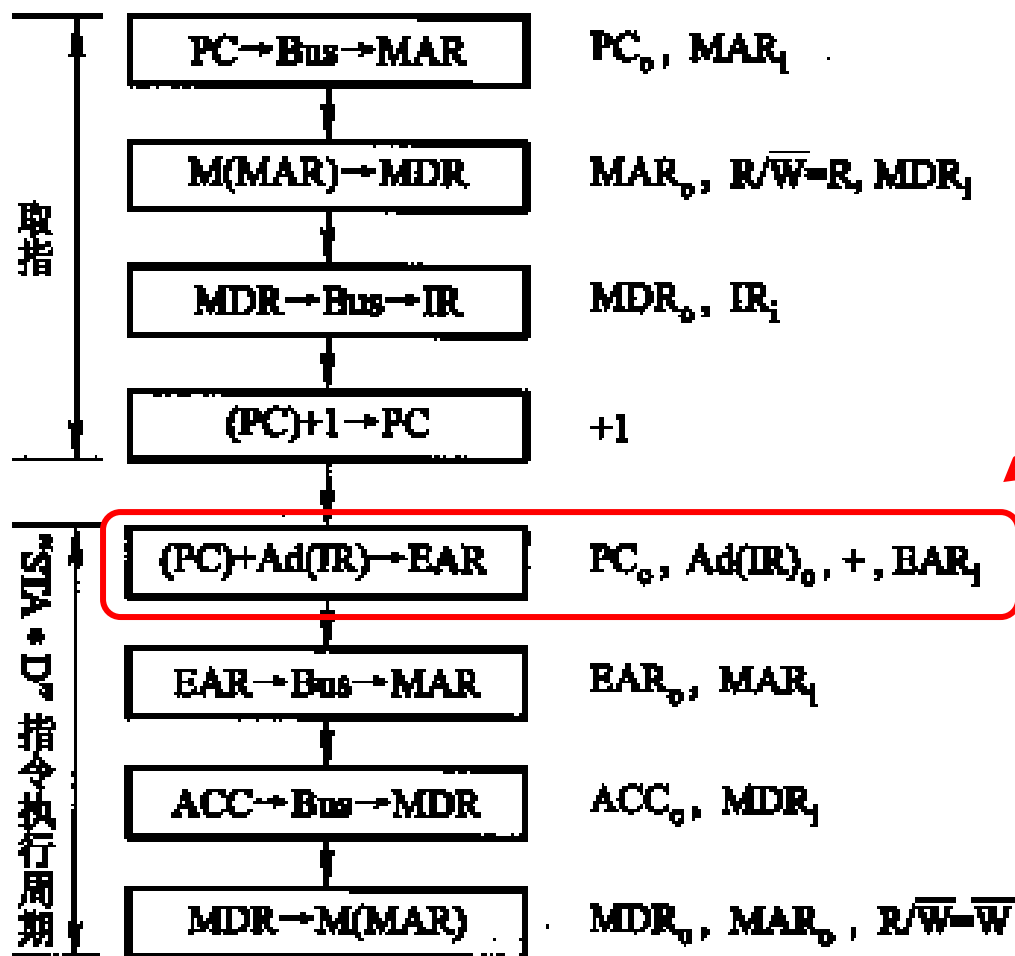 PC→Bus→MAR PCo, MARi
M(MAR)→MDR MARo, R/W̅=R, MDRi
取指
MDR→Bus→IR MDRo, IRi
(PC)+1→PC +1
"STA * D"指令执行周期
(PC)+Ad(IR)→EAR PCo, Ad(IR)o, +, EARi
EAR→Bus→MAR EARo, MARi
ACC→Bus→MDR ACCo, MDRi
MDR→M(MAR) MDRo, MARo, R/W̅=W̅